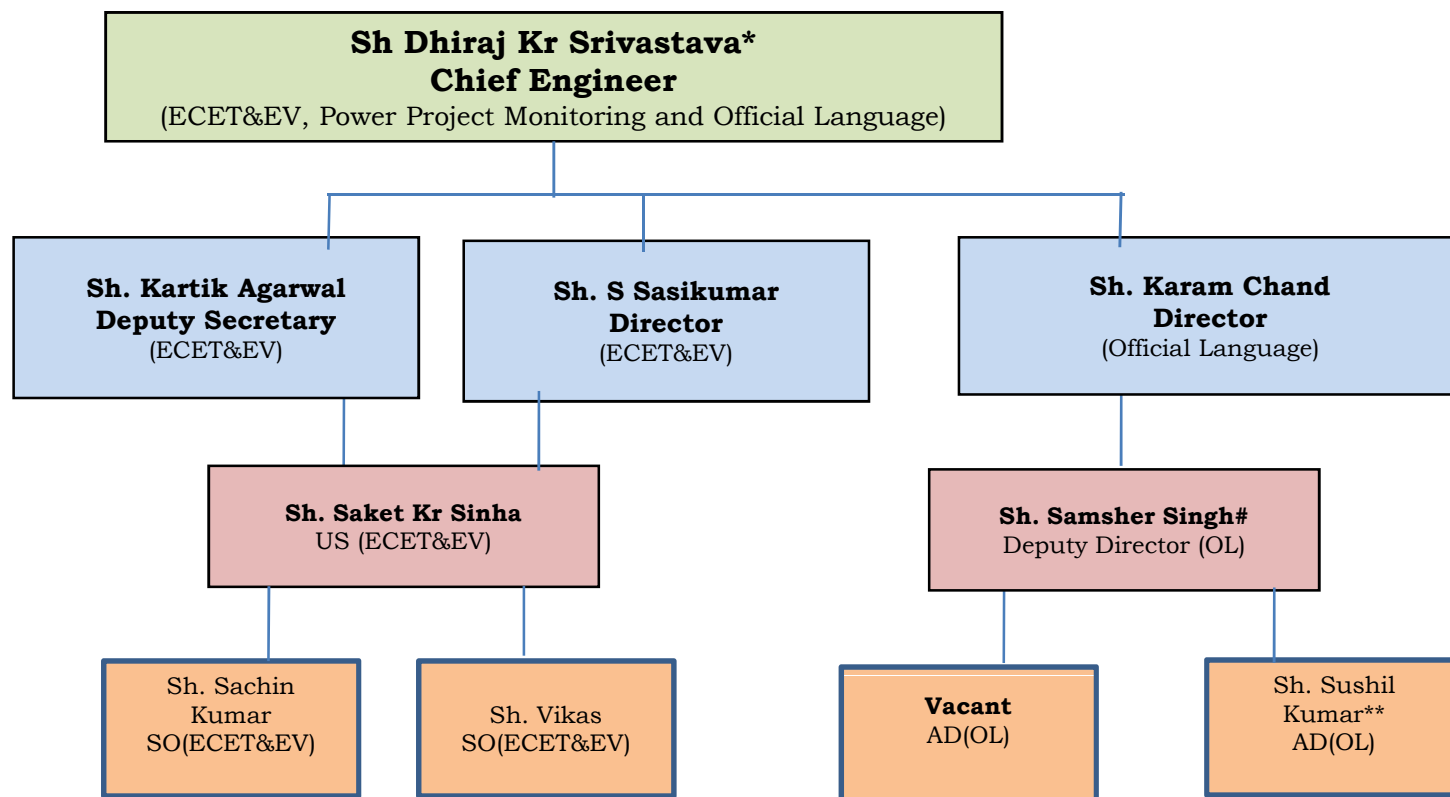 Sh Dhiraj Kr Srivastava*
Chief Engineer
(ECET&EV, Power Project Monitoring and Official Language)
Sh. Kartik Agarwal
Deputy Secretary
(ECET&EV)
Sh. S Sasikumar
Director
(ECET&EV)
Sh. Karam Chand
Director
(Official Language)
Sh. Saket Kr Sinha
US (ECET&EV)
Sh. Samsher Singh#
Deputy Director (OL)
Sh. Sachin
Kumar
SO(ECET&EV)
Sh. Vikas
SO(ECET&EV)
Vacant
AD(OL)
Sh. Sushil
Kumar**
AD(OL)